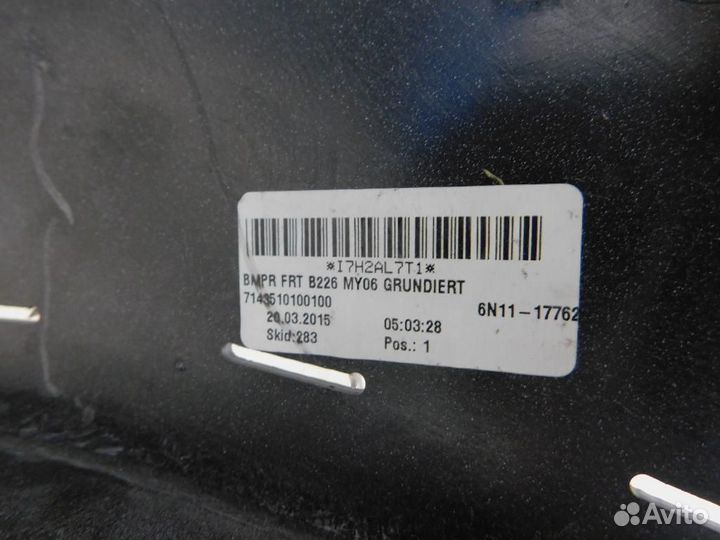 *I7H2AL7T1*
BMPR FRT B226 MY06 GRUNDIERT
7143510100100 6N11-17762
20.03.2015 05:03:28
Skid:283 Pos.: 1
Avito